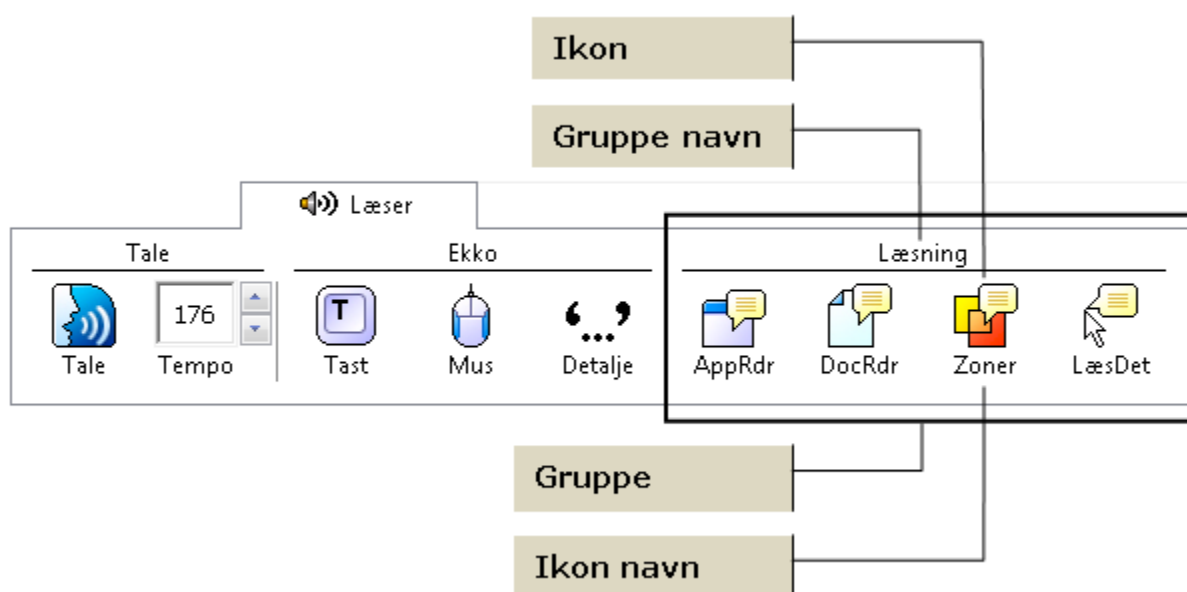 Ikon
Gruppe navn
Læser
Tale Ekko Læsning
T 176
Tale Tempo Tast Mus Detalje AppRdr DocRdr Zoner LæsDet
Gruppe
Ikon navn